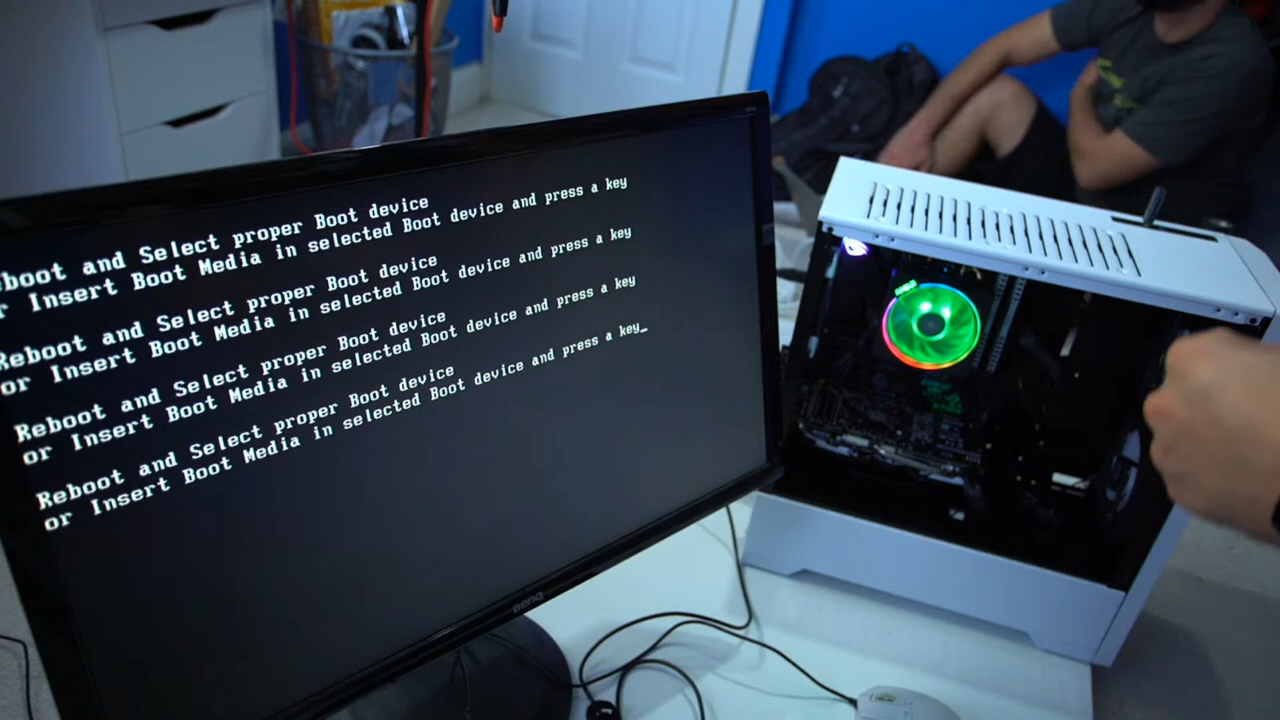 eboot and Select proper Boot device
r Insert Boot Media in selected Boot device and press a key
Reboot and Select proper Boot device
or Insert Boot Media in selected Boot device and press a key
Reboot and Select proper Boot device
or Insert Boot Media in selected Boot device and press a key
Reboot and Select proper Boot device
or Insert Boot Media in selected Boot device and press a key_
BenQ